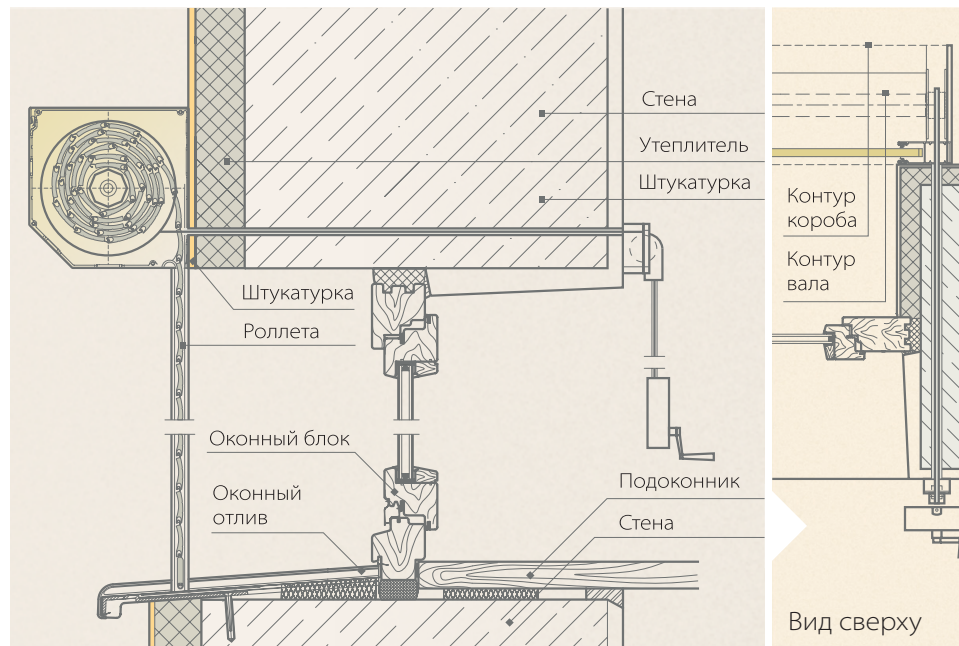 Стена
Утеплитель
Штукатурка
Штукатурка
Роллета
Оконный блок
Оконный
отлив
Подоконник
Стена
Контур
короба
Контур
вала
Вид сверху